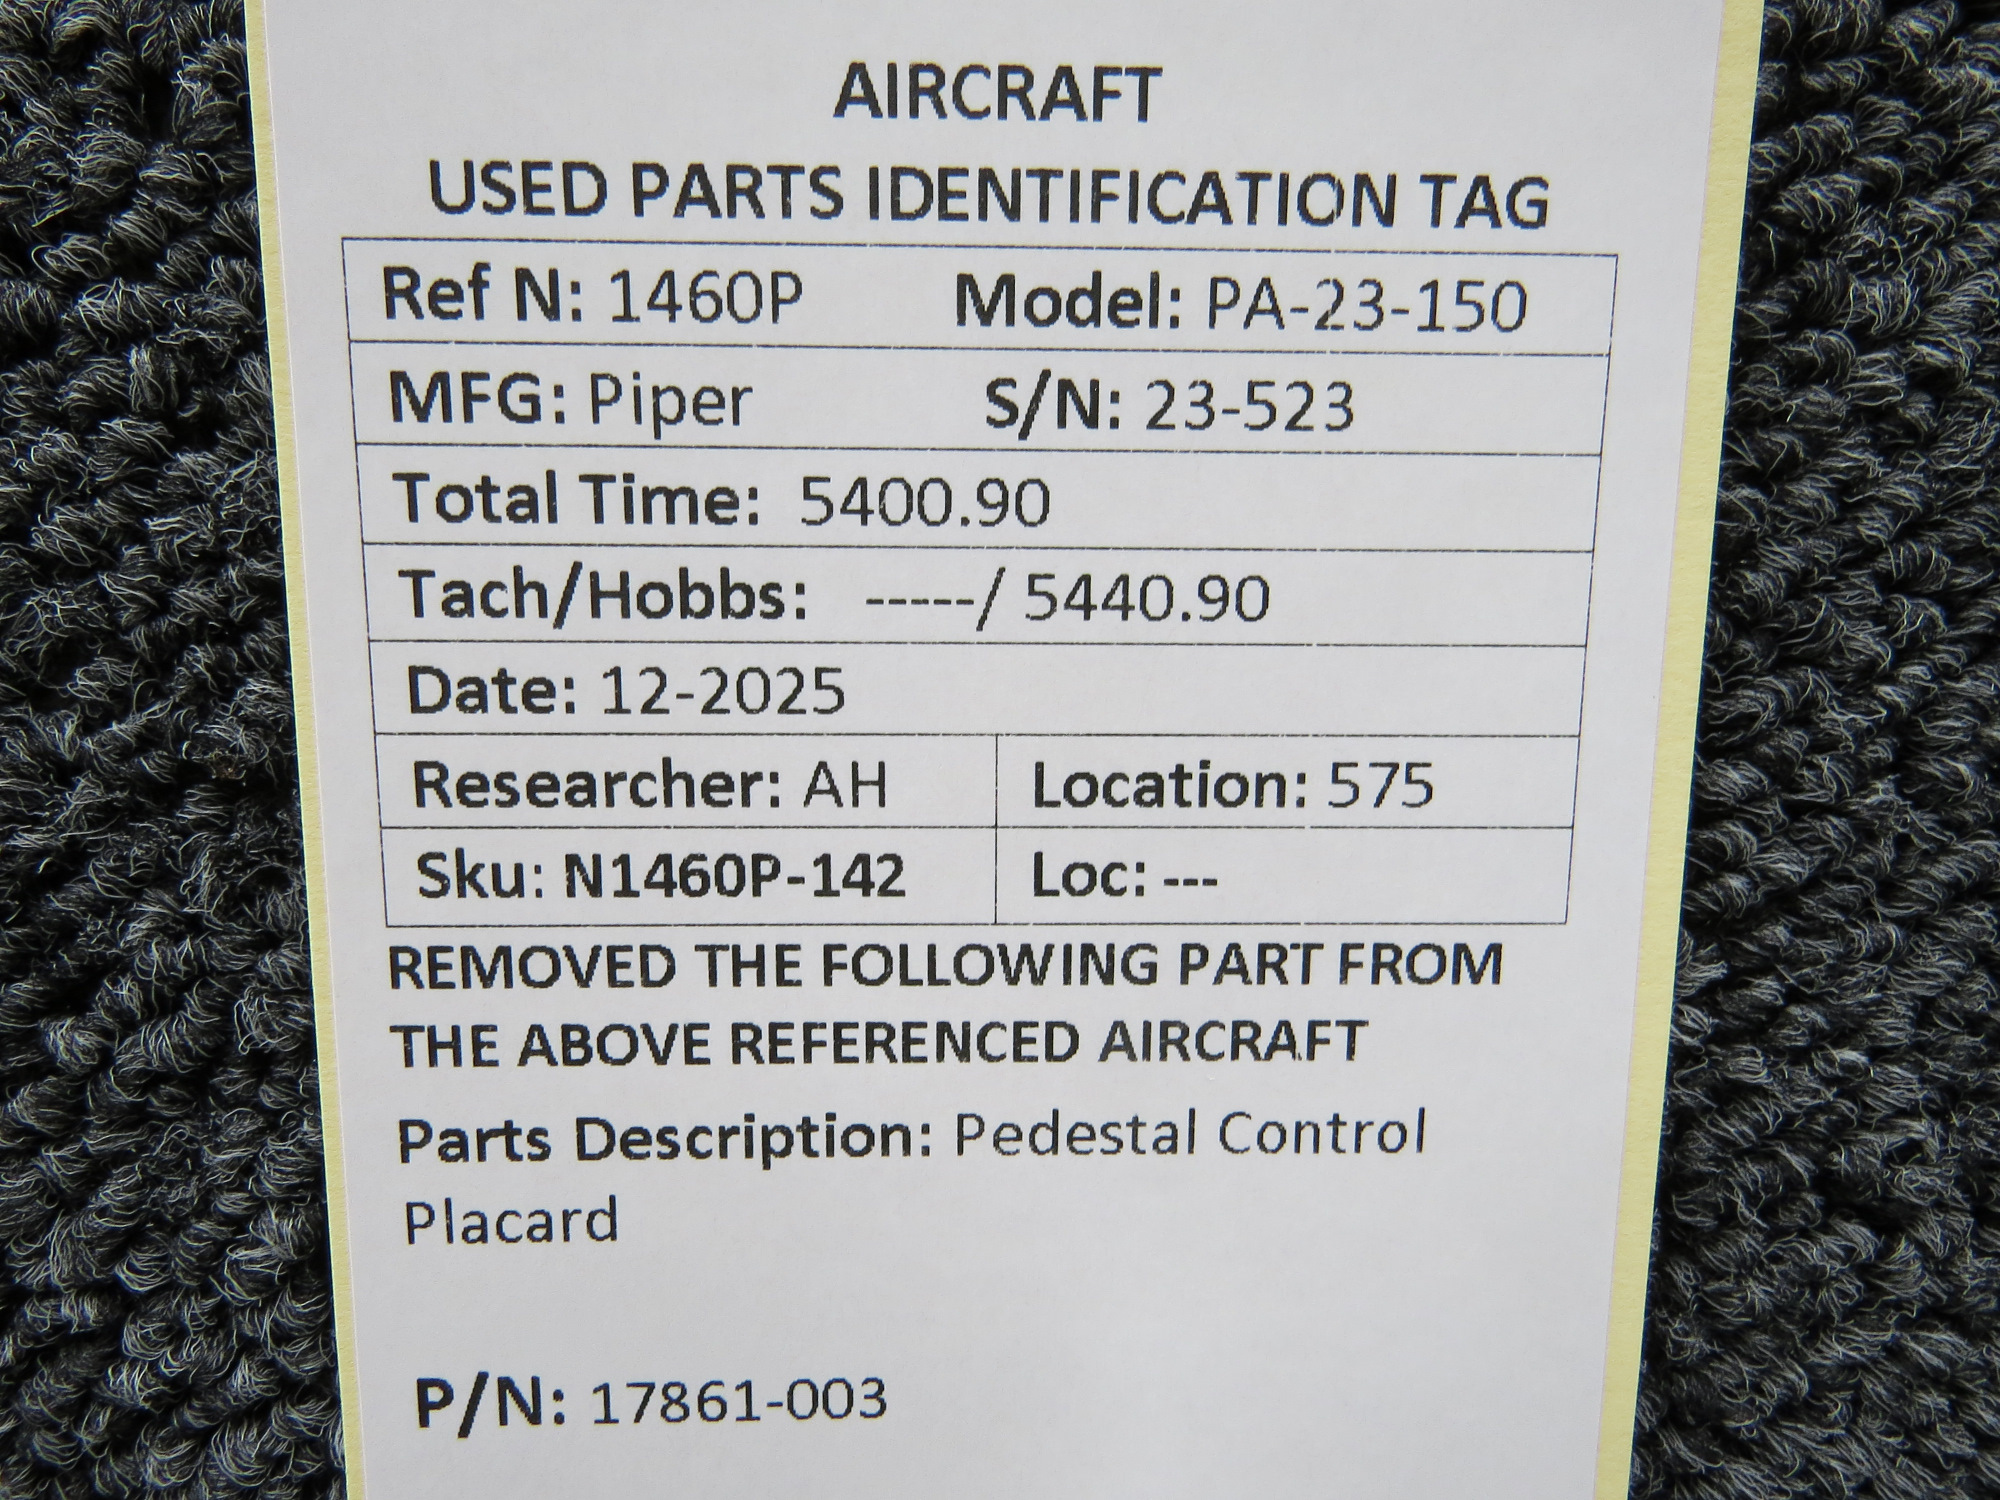 AIRCRAFT
USED PARTS IDENTIFICATION TAG
Ref N: 1460P Model: PA-23-150
MFG: Piper S/N: 23-523
Total Time: 5400.90
Tach/Hobbs: -----/ 5440.90
Date: 12-2025
Researcher: AH Location: 575
Sku: N1460P-142 Loc: ---
REMOVED THE FOLLOWING PART FROM
THE ABOVE REFERENCED AIRCRAFT
Parts Description: Pedestal Control
Placard
P/N: 17861-003